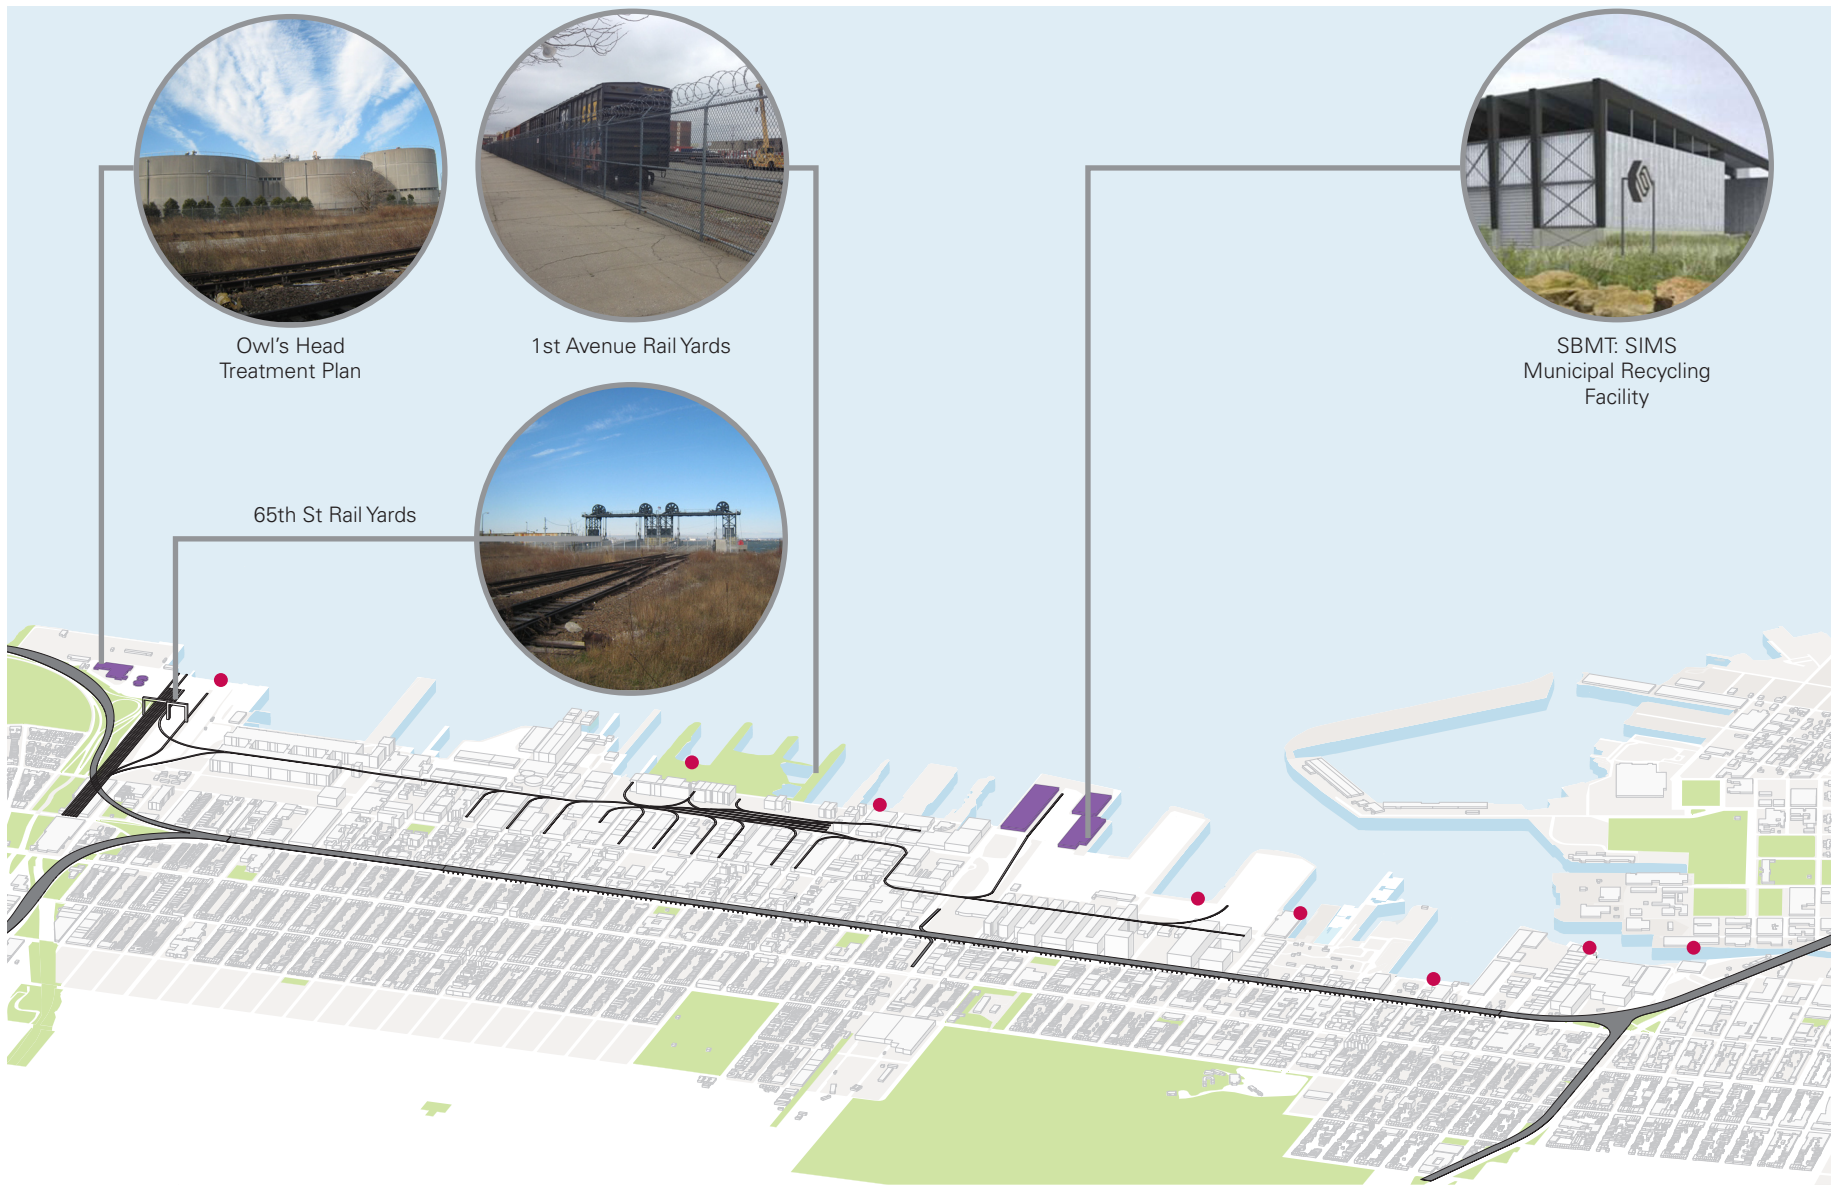 Owl's Head
Treatment Plan
1st Avenue Rail Yards
SBMT: SIMS
Municipal Recycling
Facility
65th St Rail Yards